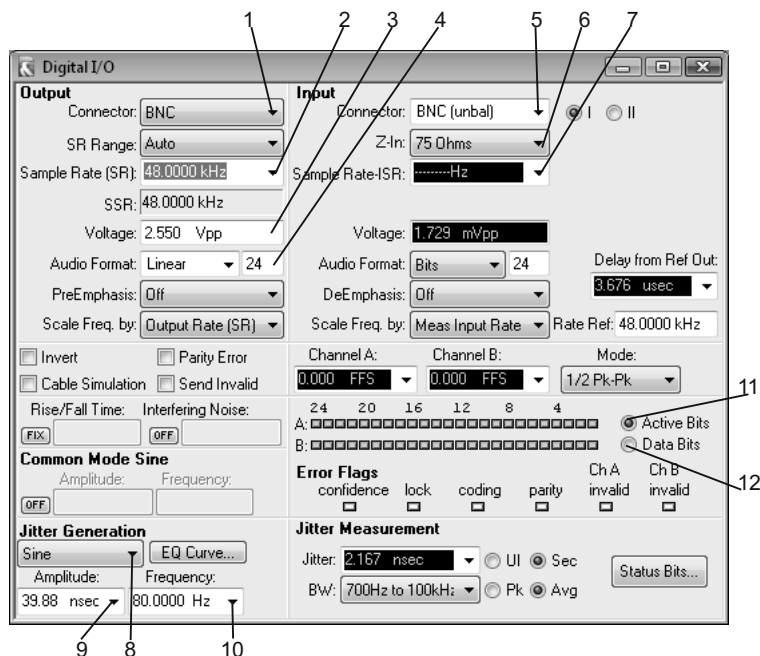 1 2 3 4 5 6 7
Digital I/O
Output
Connector: BNC
SR Range: Auto
Sample Rate (SR): 48.0000 kHz
SSR: 48.0000 kHz
Voltage: 2.550 Vpp
Audio Format: Linear 24
PreEmphasis: Off
Scale Freq. by: Output Rate (SR)
Input
Connector: BNC (unbal) I II
Z-In: 75 Ohms
Sample Rate-ISR: --------Hz
Voltage: 1.729 mVpp
Audio Format: Bits 24
DeEmphasis: Off
Scale Freq. by: Meas Input Rate
Delay from Ref Out:
3.676 usec
Rate Ref: 48.0000 kHz
Invert Parity Error
Cable Simulation Send Invalid
Channel A: Channel B: Mode:
0.000 FFS 0.000 FFS 1/2 Pk-Pk
Rise/Fall Time: Interfering Noise:
FIX OFF
24 20 16 12 8 4
A: Active Bits
B: Data Bits
11
12
Common Mode Sine
Amplitude: Frequency:
OFF
Error Flags
confidence lock coding parity Ch A invalid Ch B invalid
Jitter Generation
Sine EQ Curve...
Amplitude: Frequency:
39.88 nsec 80.0000 Hz
Jitter Measurement
Jitter: 2.167 nsec UI Sec
BW: 700Hz to 100kHz Pk Avg
Status Bits...
9 8 10